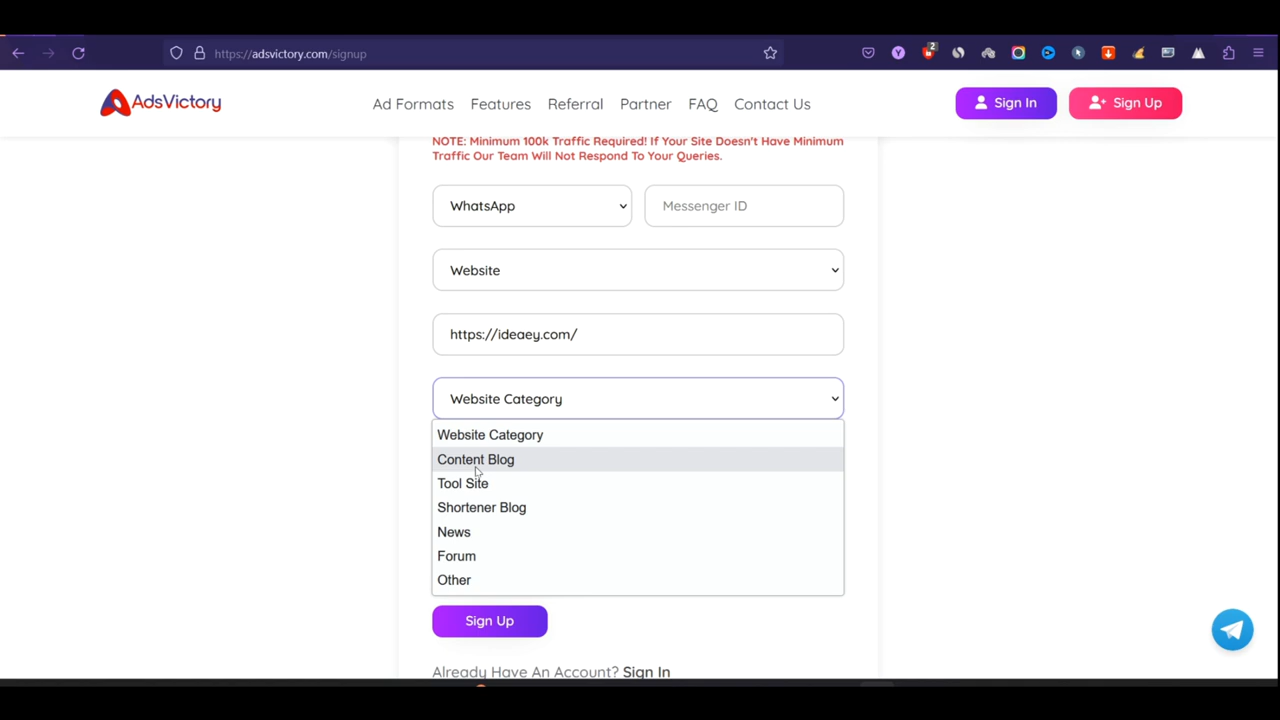 https://adsvictory.com/signup
2
AdsVictory
Ad Formats
Features
Referral
Partner
FAQ
Contact Us
Sign In
Sign Up
NOTE: Minimum 100k Traffic Required! If Your Site Doesn't Have Minimum
Traffic Our Team Will Not Respond To Your Queries.
WhatsApp
Messenger ID
Website
https://ideaey.com/
Website Category
Website Category
Content Blog
Tool Site
Shortener Blog
News
Forum
Other
Sign Up
Already Have An Account? Sign In